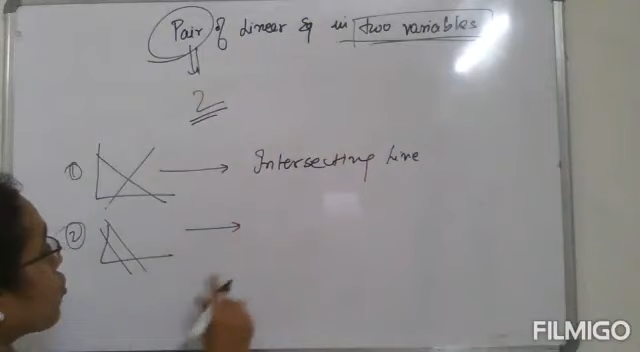 Pair of Linear Eq in two variables
2
① Intersecting Line
②
FILMIGO